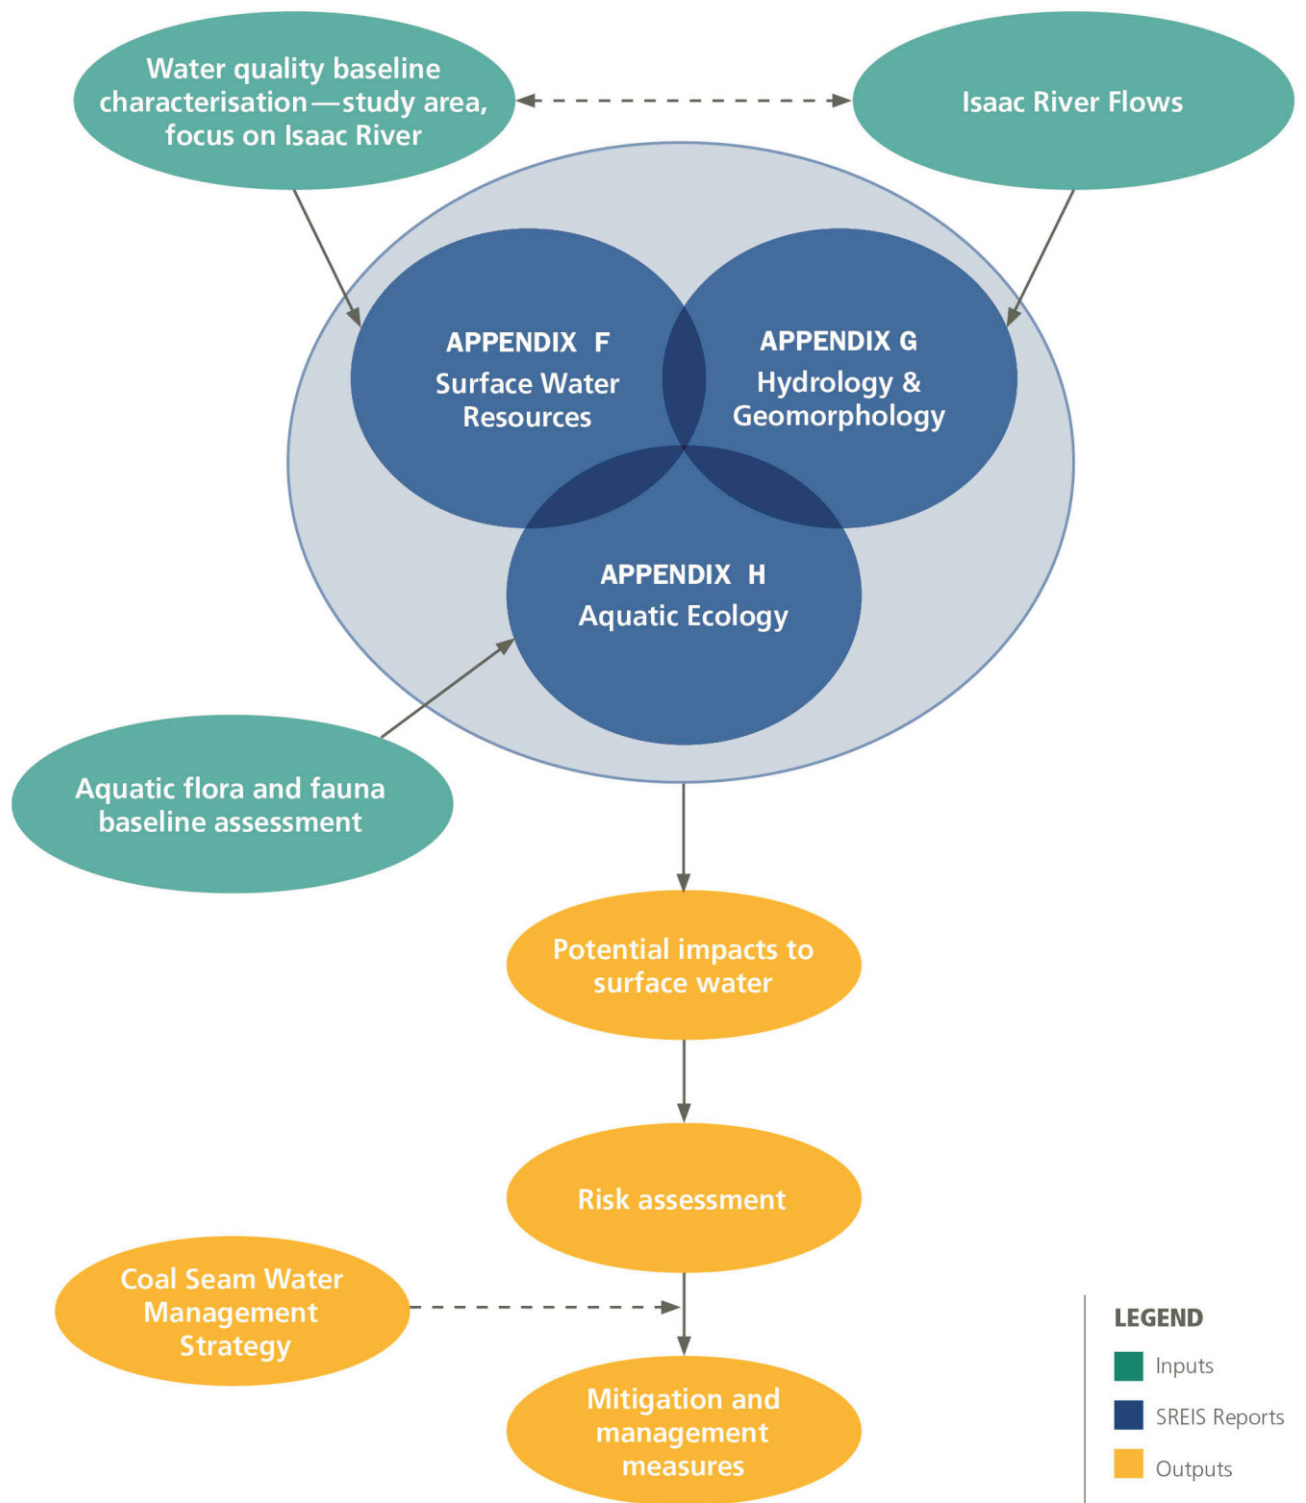 Water quality baseline
characterisation—study area,
focus on Isaac River
Isaac River Flows
APPENDIX F
Surface Water
Resources
APPENDIX G
Hydrology &
Geomorphology
APPENDIX H
Aquatic Ecology
Aquatic flora and fauna
baseline assessment
Potential impacts to
surface water
Risk assessment
Coal Seam Water
Management
Strategy
Mitigation and
management
measures
LEGEND
Inputs
SREIS Reports
Outputs